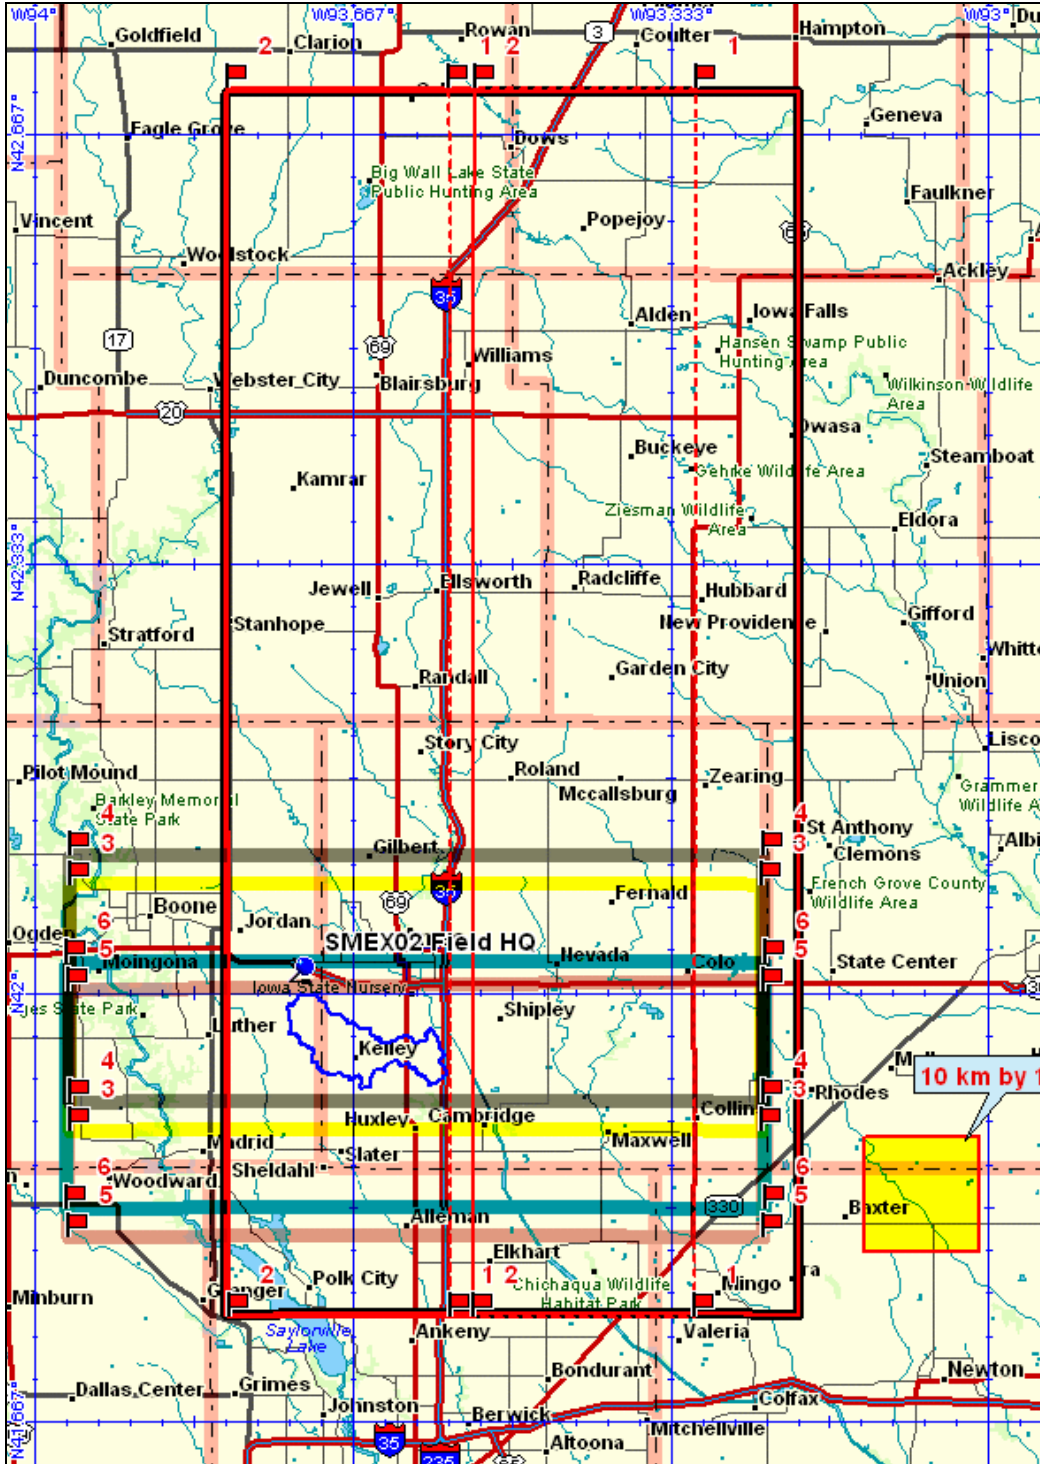 W94°
W93.667°
W93.333°
W93°
Goldfield
2
Clarion
Rowan
1 2
3
Coulter
1
Hampton
N42.667°
Eagle Grove
Dows
Geneva
Big Wall Lake State
Public Hunting Area
Faulkner
Vincent
Popejoy
Woolstock
Ackley
35
Alden
Iowa Falls
17
69
Williams
Hansen Swamp Public
Hunting Area
Duncombe
Webster City
Blairsburg
Wilkinson Wildlife
Area
20
Owasa
Buckeye
Steamboat
Gehrke Wildlife Area
Kamrar
Ziesman Wildlife
Area
Eldora
N42.333°
Jewell
Ellsworth
Radcliffe
Hubbard
Stanhope
New Providence
Gifford
Stratford
Garden City
Randall
Union
Story City
Pilot Mound
Roland
Zearing
Mccallsburg
Barkley Memorial
State Park
4
3
4
3
St Anthony
Gilbert
Clemons
35
French Grove County
Wildlife Area
Boone
69
Fernald
6
5
6
5
Jordan
Ogden
SMEX02 Field HQ
Moingona
Nevada
Colo
State Center
N42°
Iowa State Nursery
State Park
Shipley
Luther
Kelley
4
3
4
3
10 km by 1
Rhodes
Huxley
Cambridge
Collin
Madrid
Maxwell
Slater
Sheldahl
6
5
6
5
Woodward
330
Baxter
Alleman
Elkhart
2
Polk City
1 2
Chichaqua Wildlife
Habitat Park
1
Mingo
Minburn
Granger
Saylorville
Lake
Ankeny
Valeria
Bondurant
Newton
Dallas Center
Grimes
Colfax
Johnston
Berwick
Mitchellville
N41.667°
35
Altoona
235